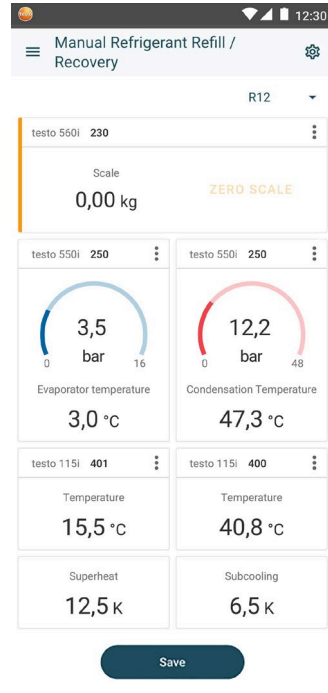 testo
12:30
Manual Refrigerant Refill /
Recovery
R12
testo 560i 230
Scale
0,00 kg
ZERO SCALE
testo 550i 250
3,5
bar
0 16
Evaporator temperature
3,0 °C
testo 550i 250
12,2
bar
0 48
Condensation Temperature
47,3 °C
testo 115i 401
Temperature
15,5 °C
testo 115i 400
Temperature
40,8 °C
Superheat
12,5 K
Subcooling
6,5 K
Save